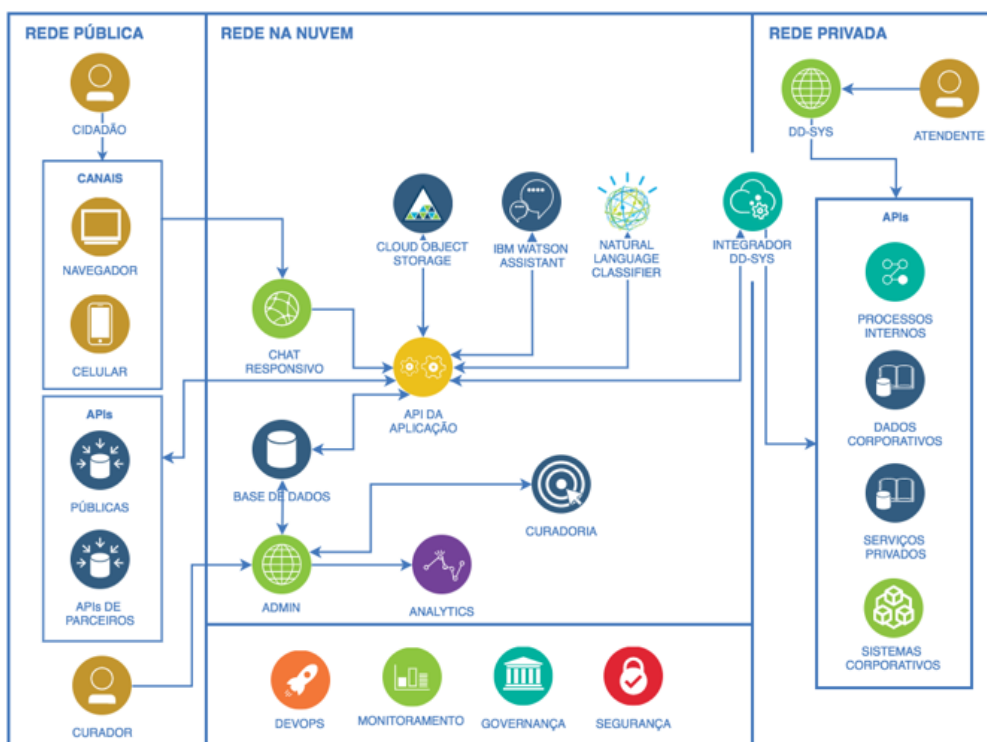 REDE PÚBLICA
CIDADÃO
CANAIS
NAVEGADOR
CELULAR
APIs
PÚBLICAS
APIs DE
PARCEIROS
CURADOR
REDE NA NUVEM
CLOUD OBJECT
STORAGE
IBM WATSON
ASSISTANT
NATURAL
LANGUAGE
CLASSIFIER
INTEGRADOR
DD-SYS
CHAT
RESPONSIVO
API DA
APLICAÇÃO
BASE DE DADOS
CURADORIA
ADMIN
ANALYTICS
DEVOPS
MONITORAMENTO
GOVERNANÇA
SEGURANÇA
REDE PRIVADA
DD-SYS
ATENDENTE
APIs
PROCESSOS
INTERNOS
DADOS
CORPORATIVOS
SERVIÇOS
PRIVADOS
SISTEMAS
CORPORATIVOS